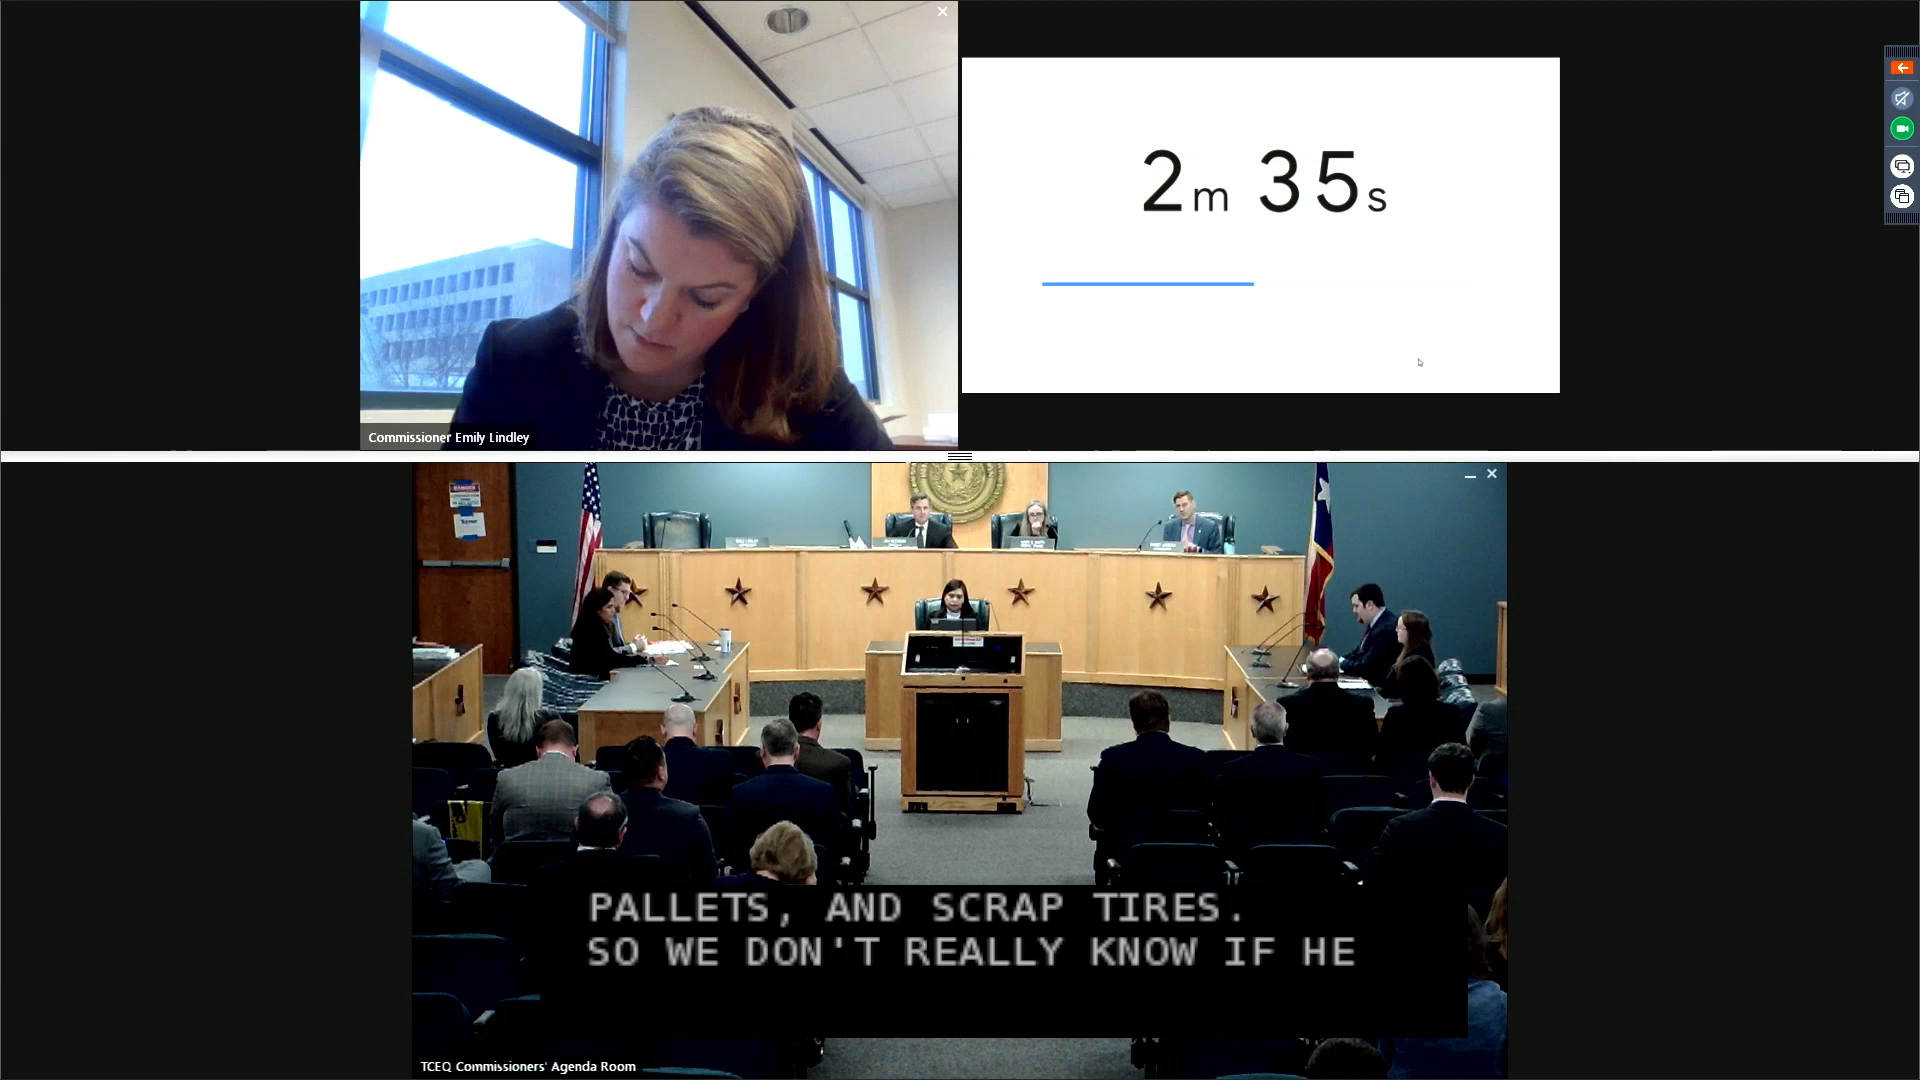 2m 35s
Commissioner Emily Lindley
DANGER
PALLETS, AND SCRAP TIRES.
SO WE DON'T REALLY KNOW IF HE
TCEQ Commissioners' Agenda Room